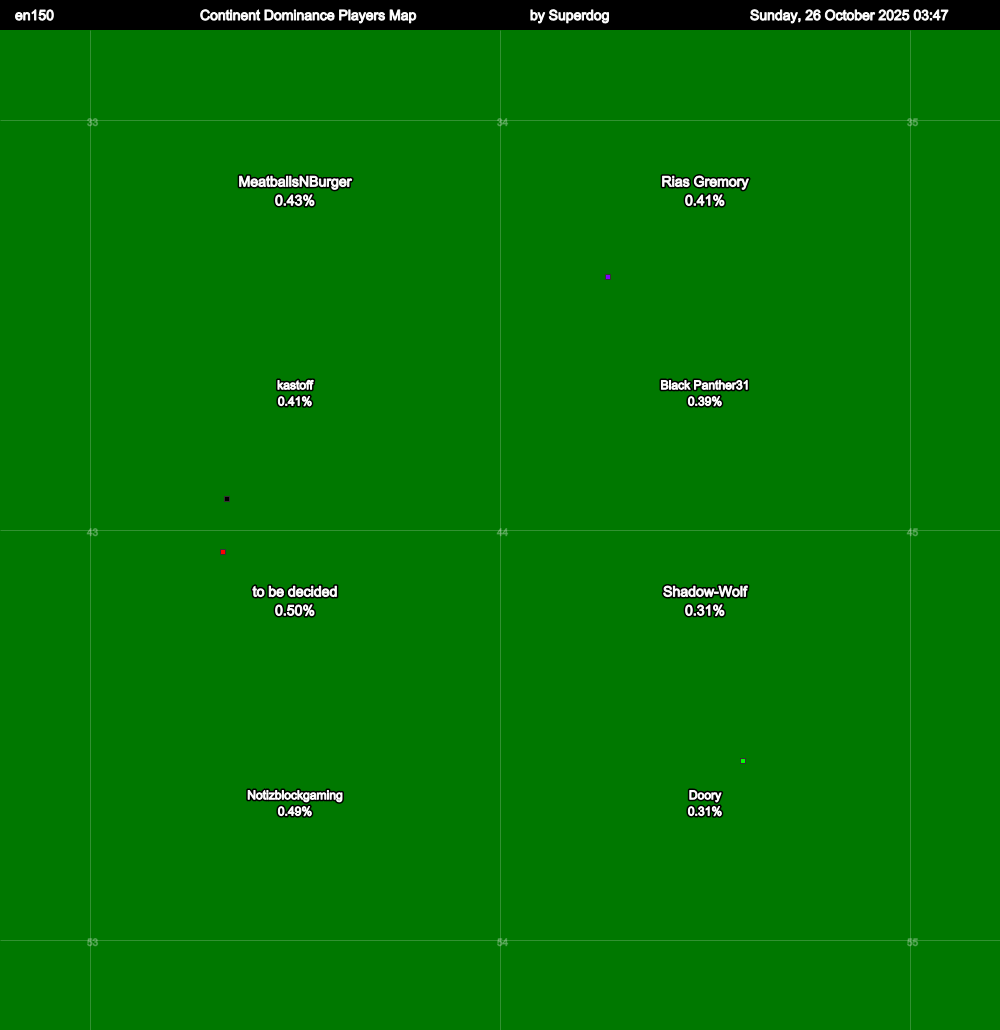 en150 Continent Dominance Players Map by Superdog Sunday, 26 October 2025 03:47
33 34 35
MeatballsNBurger Rias Gremory
0.43% 0.41%
kastoff Black Panther31
0.41% 0.39%
43 44 45
to be decided Shadow-Wolf
0.50% 0.31%
Notizblockgaming Doory
0.49% 0.31%
53 54 55